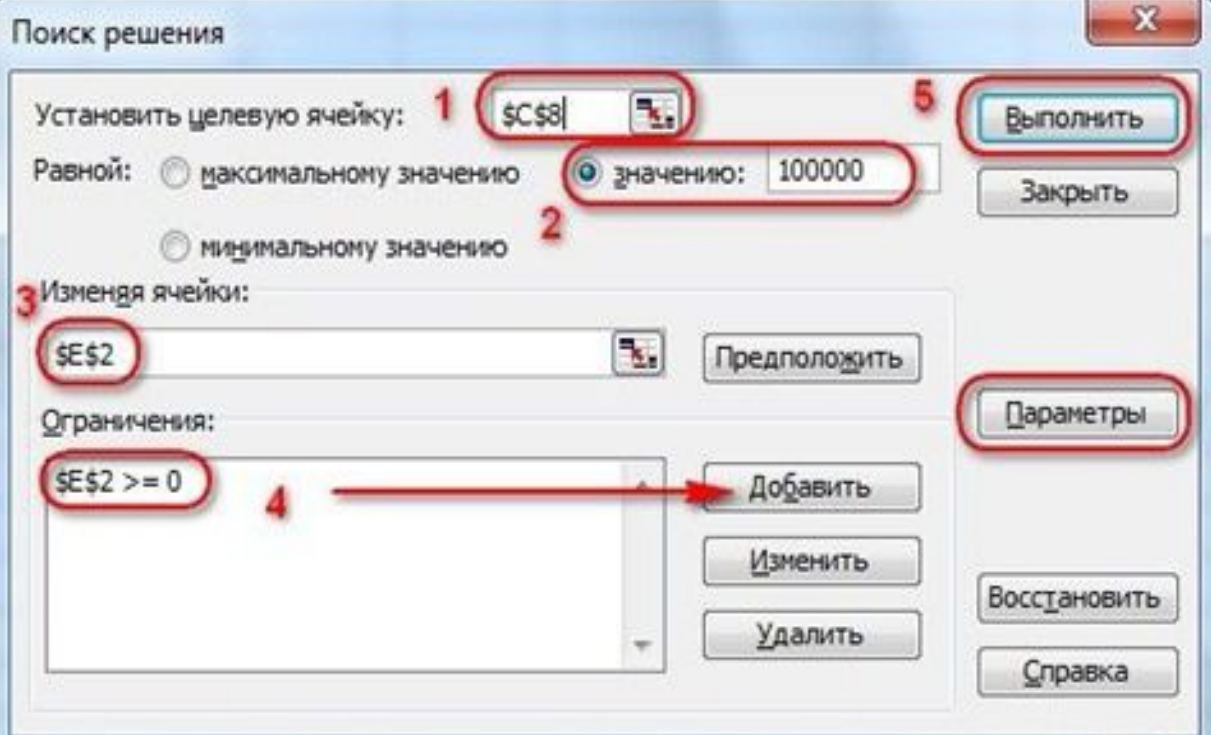 Поиск решения
Установить целевую ячейку: 1 $C$8 5 Выполнить
Равной: максимальному значению значению: 100000 Закрыть
2
минимальному значению
3 Изменяя ячейки:
$E$2 Предположить
Параметры
Ограничения:
$E$2 >= 0 4 Добавить
Изменить
Восстановить
Удалить
Справка